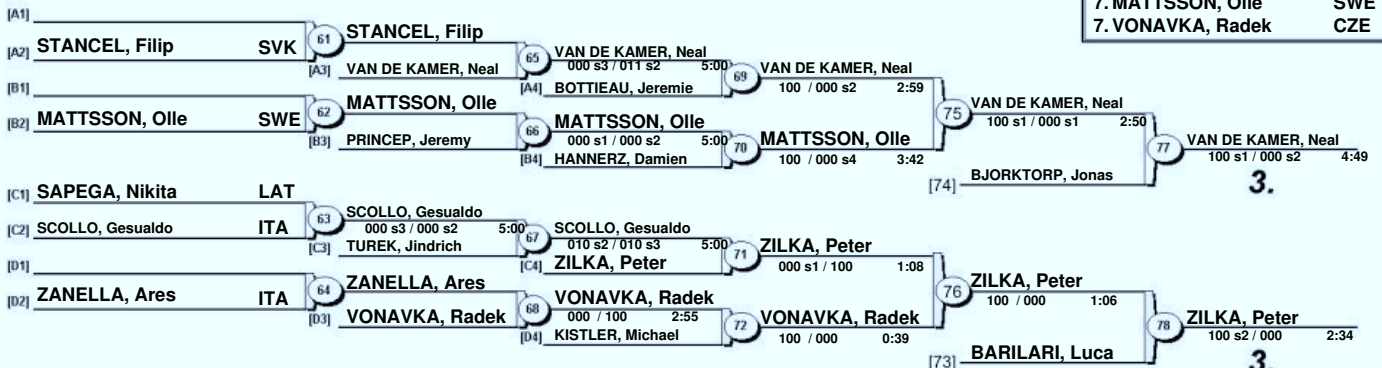 7. MATTSSON, Olle SWE
7. VONAVKA, Radek CZE
[A1]
[A2] STANCEL, Filip SVK
61
STANCEL, Filip
[A3] VAN DE KAMER, Neal
65
VAN DE KAMER, Neal
000 s3 / 011 s2 5:00
[A4] BOTTIEAU, Jeremie
69
VAN DE KAMER, Neal
100 / 000 s2 2:59
[B1]
[B2] MATTSSON, Olle SWE
62
MATTSSON, Olle
[B3] PRINCEP, Jeremy
66
MATTSSON, Olle
000 s1 / 000 s2 5:00
[B4] HANNERZ, Damien
70
MATTSSON, Olle
100 / 000 s4 3:42
75
VAN DE KAMER, Neal
100 s1 / 000 s1 2:50
[74] BJORKTORP, Jonas
77
VAN DE KAMER, Neal
100 s1 / 000 s2 4:49
3.
[C1] SAPEGA, Nikita LAT
[C2] SCOLLO, Gesualdo ITA
63
SCOLLO, Gesualdo
000 s3 / 000 s2 5:00
[C3] TUREK, Jindrich
67
SCOLLO, Gesualdo
010 s2 / 010 s3 5:00
[C4] ZILKA, Peter
71
ZILKA, Peter
000 s1 / 100 1:08
[D1]
[D2] ZANELLA, Ares ITA
64
ZANELLA, Ares
[D3] VONAVKA, Radek
68
VONAVKA, Radek
000 / 100 2:55
[D4] KISTLER, Michael
72
VONAVKA, Radek
100 / 000 0:39
76
ZILKA, Peter
100 / 000 1:06
[73] BARILARI, Luca
78
ZILKA, Peter
100 s2 / 000 2:34
3.